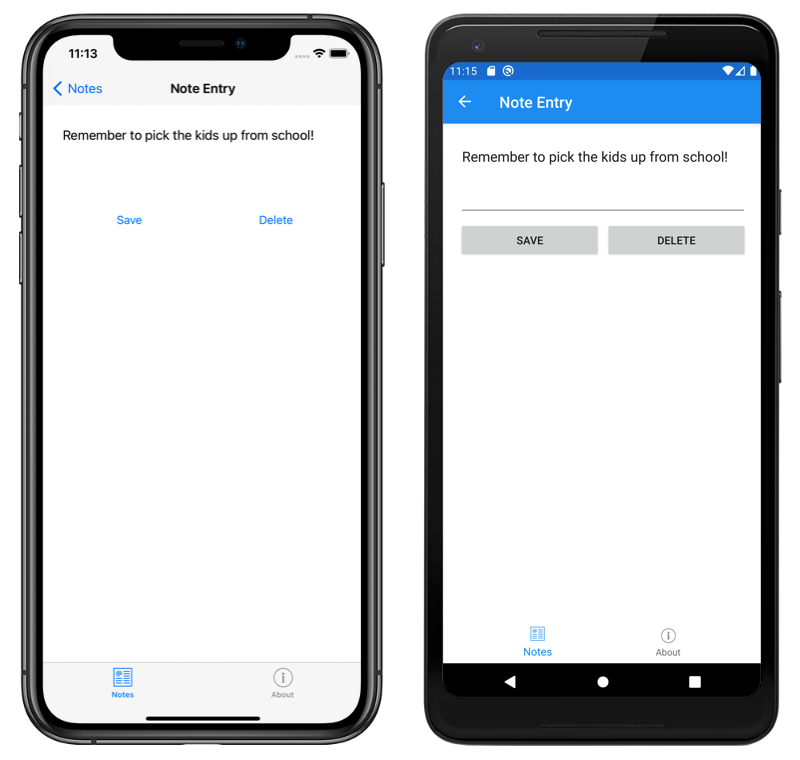 11:13
Notes
Note Entry
Remember to pick the kids up from school!
Save
Delete
Notes
About
11:15
Note Entry
Remember to pick the kids up from school!
SAVE
DELETE
Notes
About